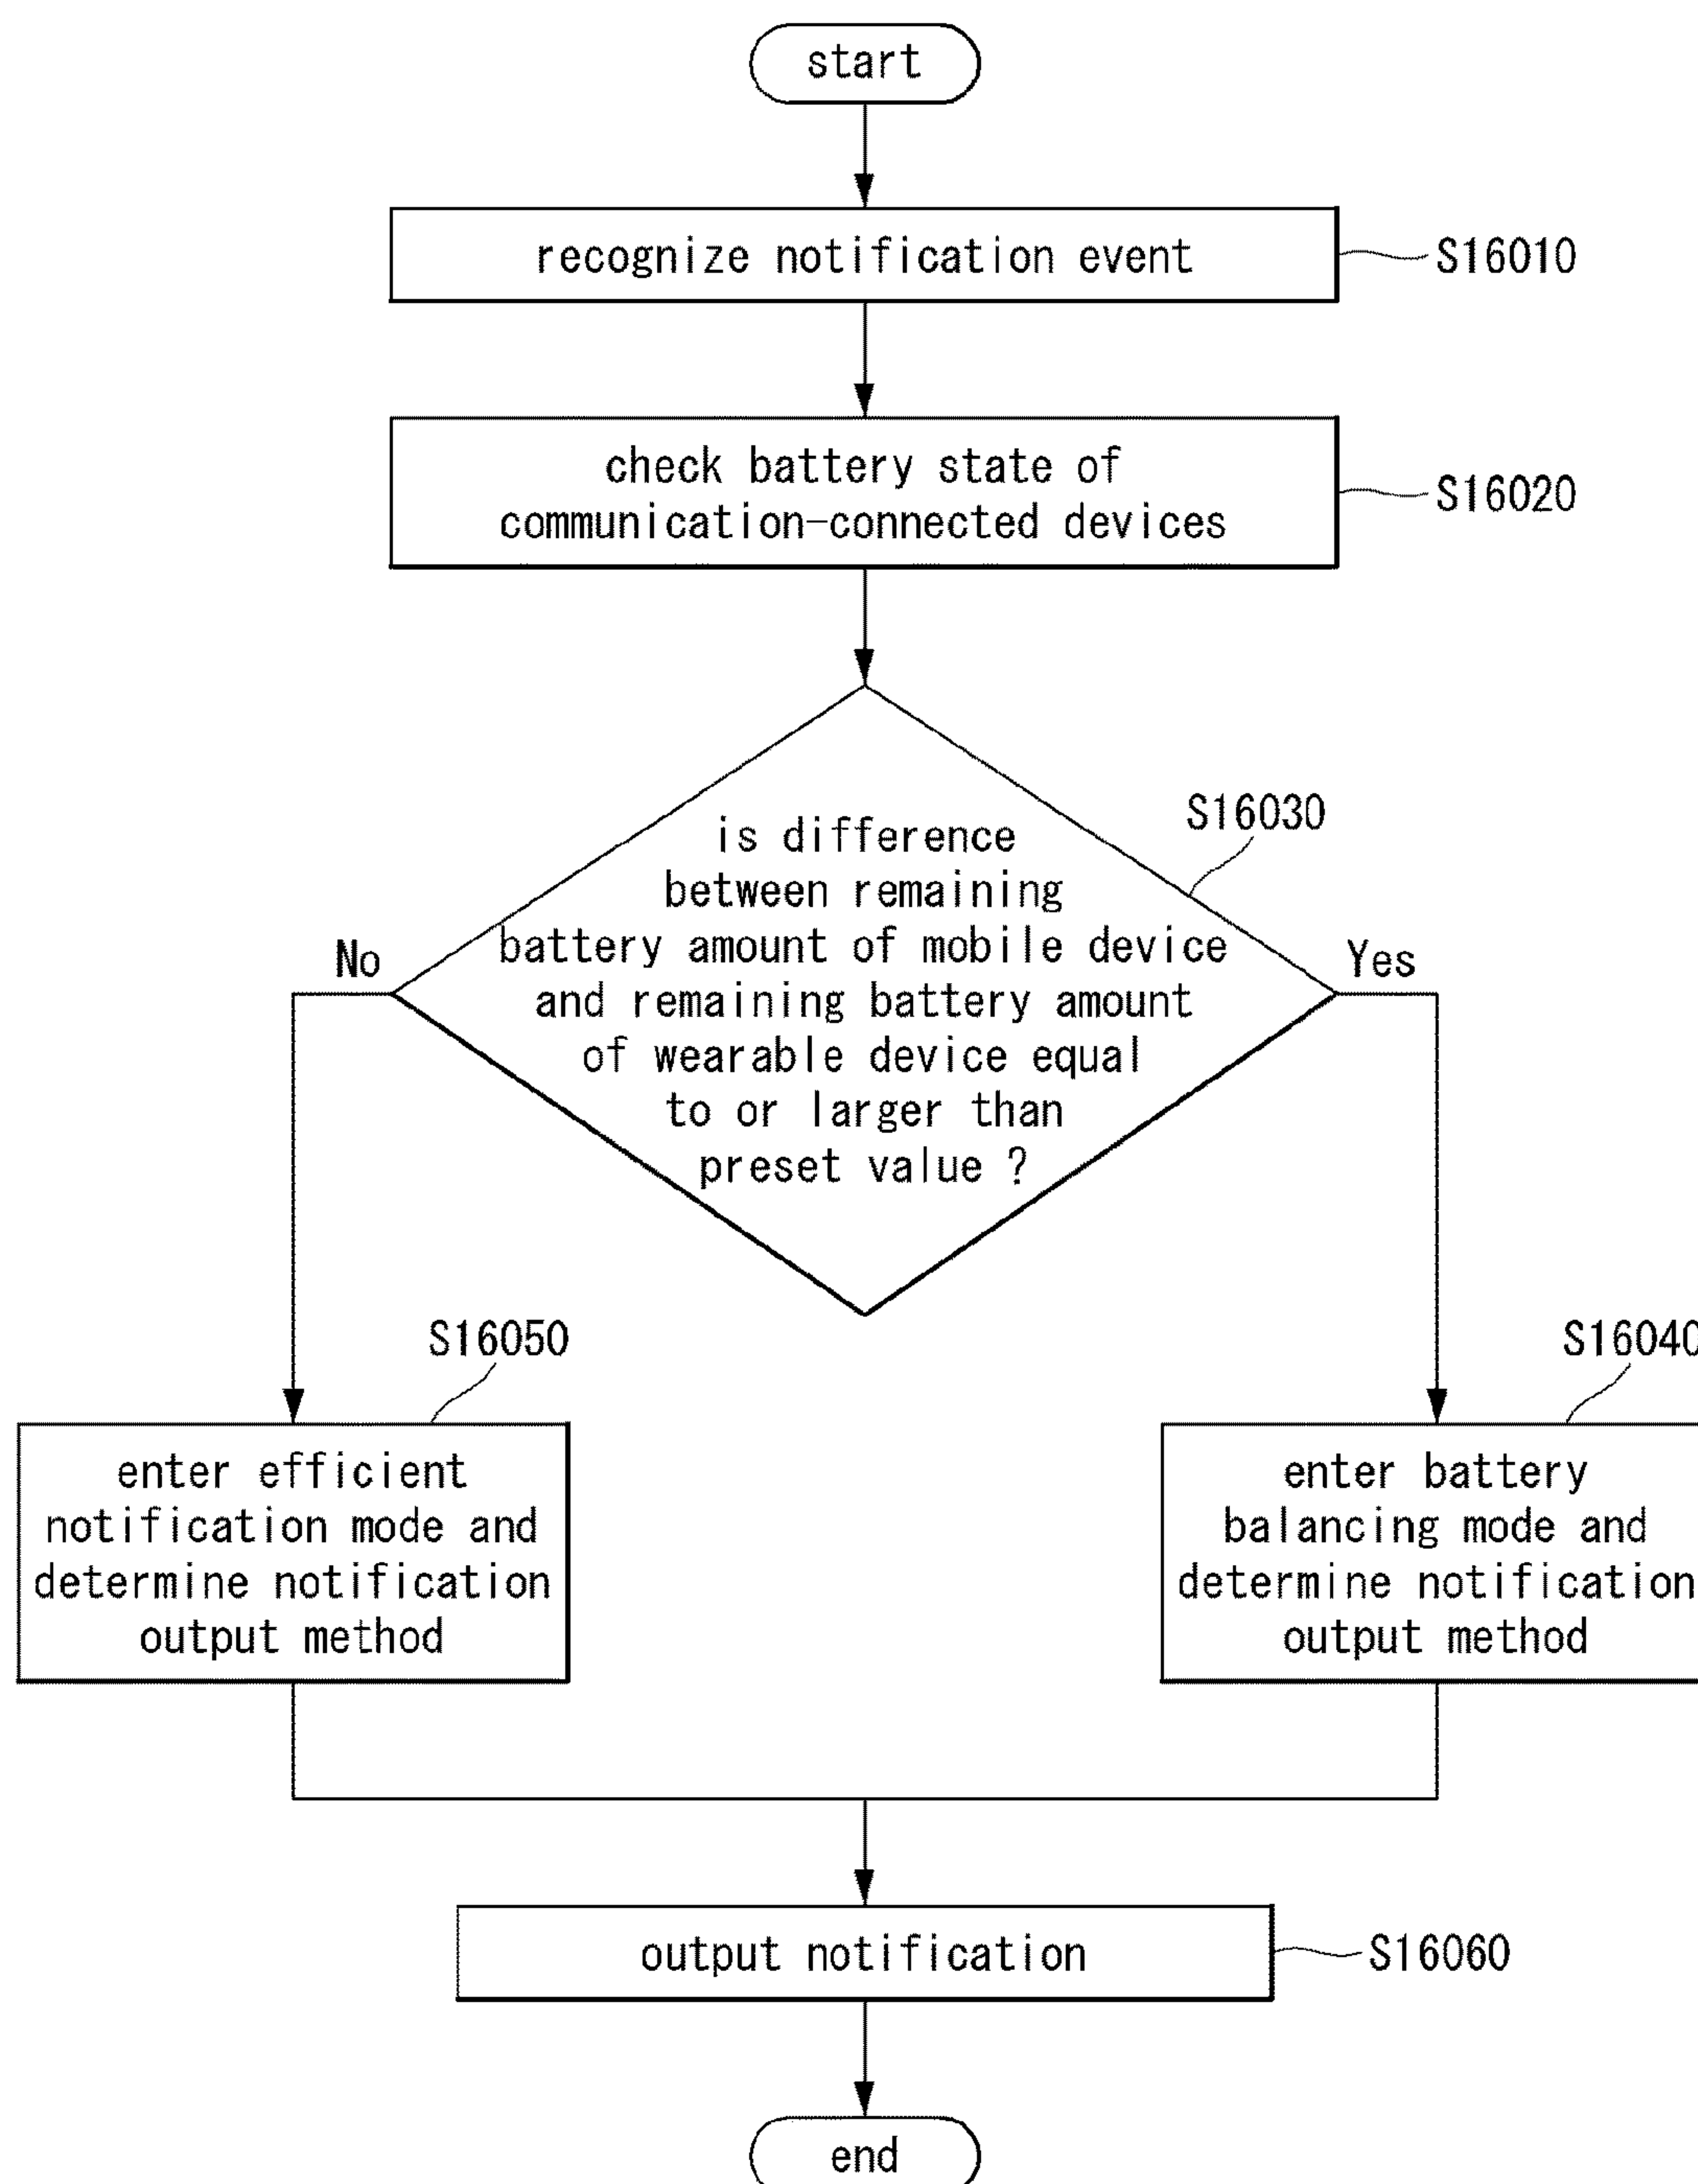 start
recognize notification event
S16010
check battery state of
communication-connected devices
S16020
S16030
is difference
between remaining
battery amount of mobile device
and remaining battery amount
of wearable device equal
to or larger than
preset value ?
No
Yes
S16050
S16040
enter efficient
notification mode and
determine notification
output method
enter battery
balancing mode and
determine notification
output method
output notification
S16060
end